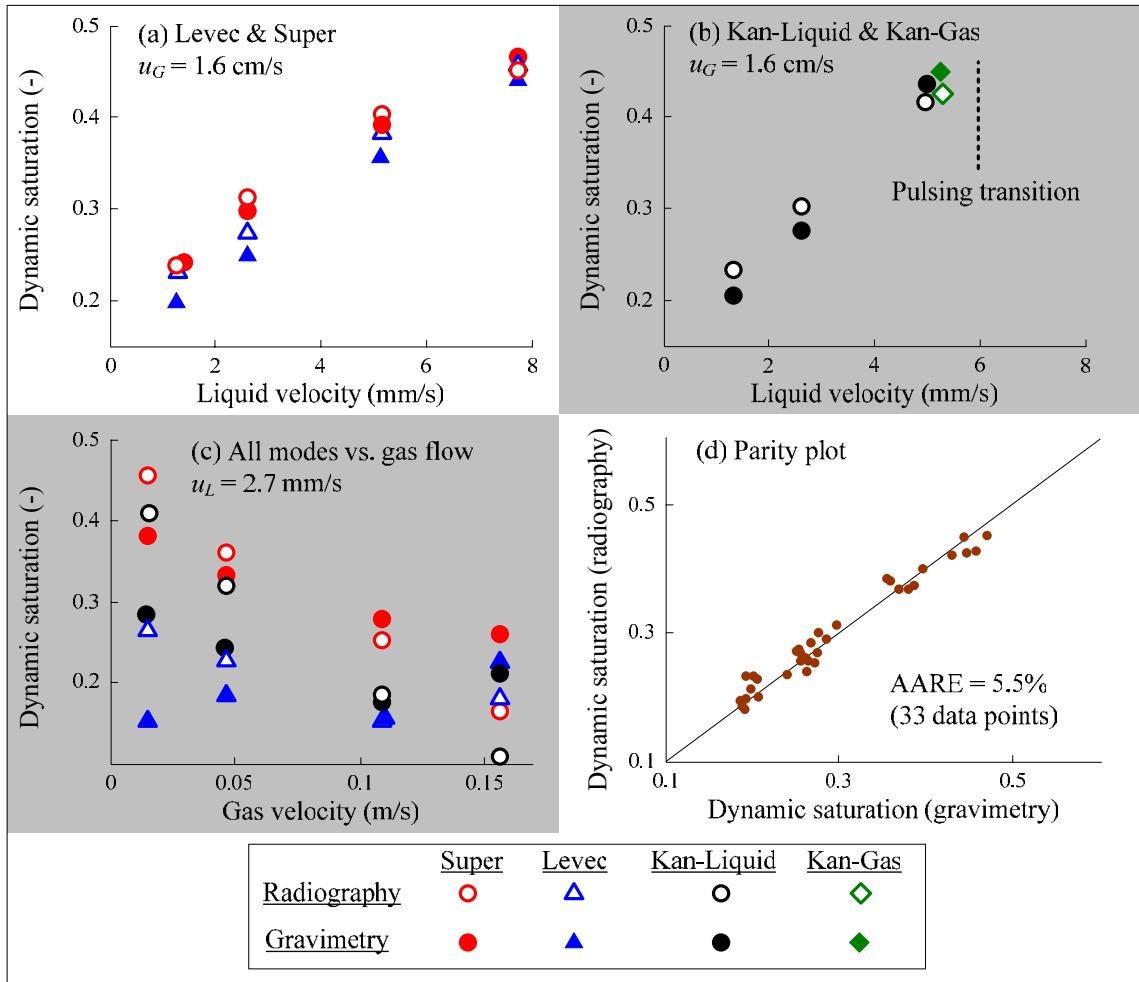 (a) Levec & Super
u_G = 1.6 cm/s
Dynamic saturation (-)
0.5
0.4
0.3
0.2
0 2 4 6 8
Liquid velocity (mm/s)
(b) Kan-Liquid & Kan-Gas
u_G = 1.6 cm/s
Pulsing transition
Dynamic saturation (-)
0.5
0.4
0.3
0.2
0 2 4 6 8
Liquid velocity (mm/s)
(c) All modes vs. gas flow
u_L = 2.7 mm/s
Dynamic saturation (-)
0.5
0.4
0.3
0.2
0 0.05 0.1 0.15
Gas velocity (m/s)
(d) Parity plot
Dynamic saturation (radiography)
0.5
0.3
0.1
AARE = 5.5%
(33 data points)
0.1 0.3 0.5
Dynamic saturation (gravimetry)
Super Levec Kan-Liquid Kan-Gas
Radiography
Gravimetry